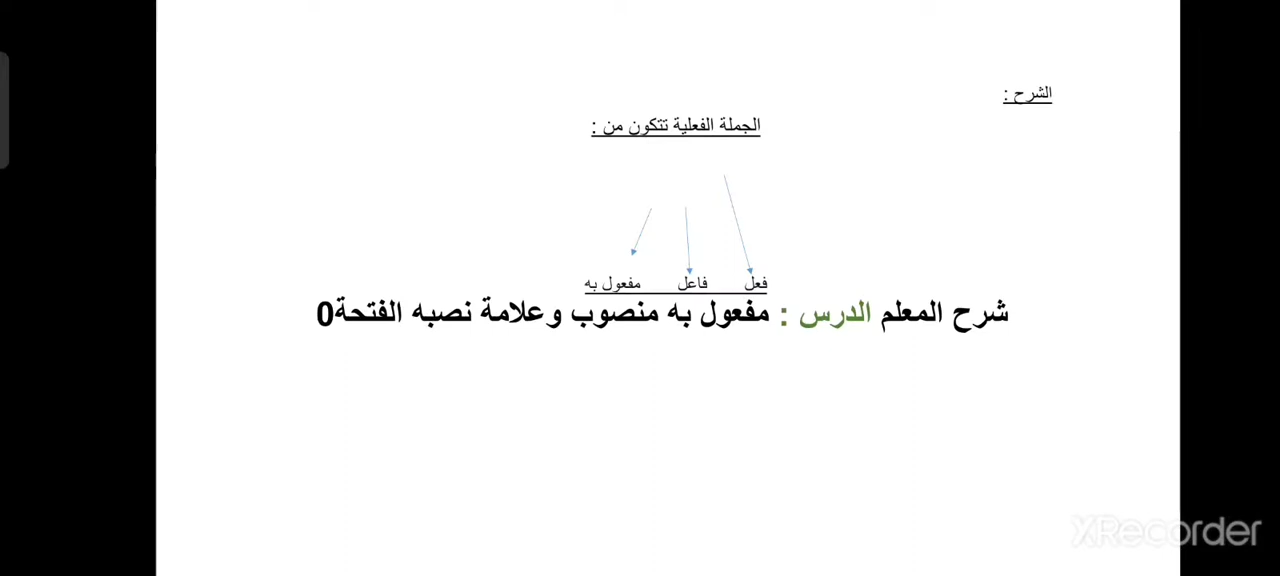 الشرح :
الجملة الفعلية تتكون من :
فعل فاعل مفعول به
شرح المعلم الدرس : مفعول به منصوب وعلامة نصبه الفتحة0
XRecorder